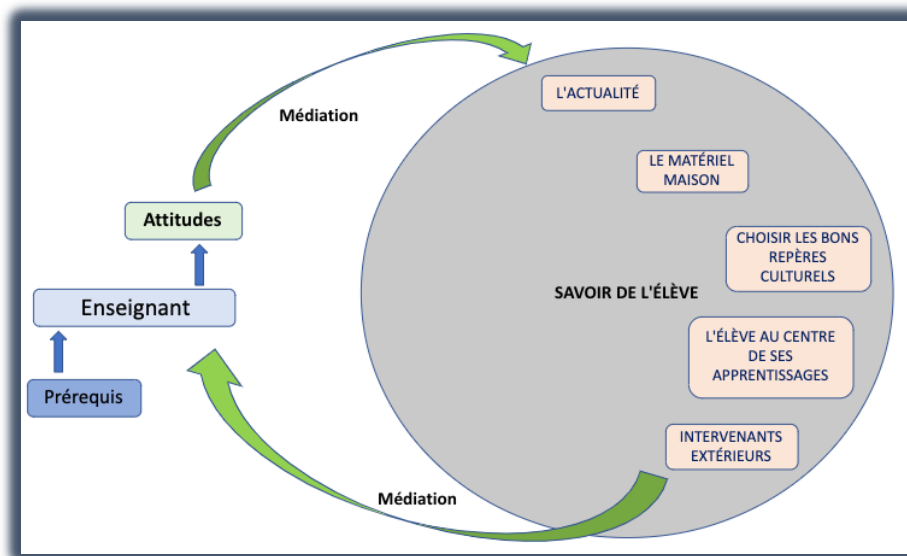 L'ACTUALITÉ
Médiation
LE MATÉRIEL
MAISON
Attitudes
CHOISIR LES BONS
REPÈRES
CULTURELS
SAVOIR DE L'ÉLÈVE
Enseignant
L'ÉLÈVE AU CENTRE
DE SES
APPRENTISSAGES
Prérequis
INTERVENANTS
EXTÉRIEURS
Médiation